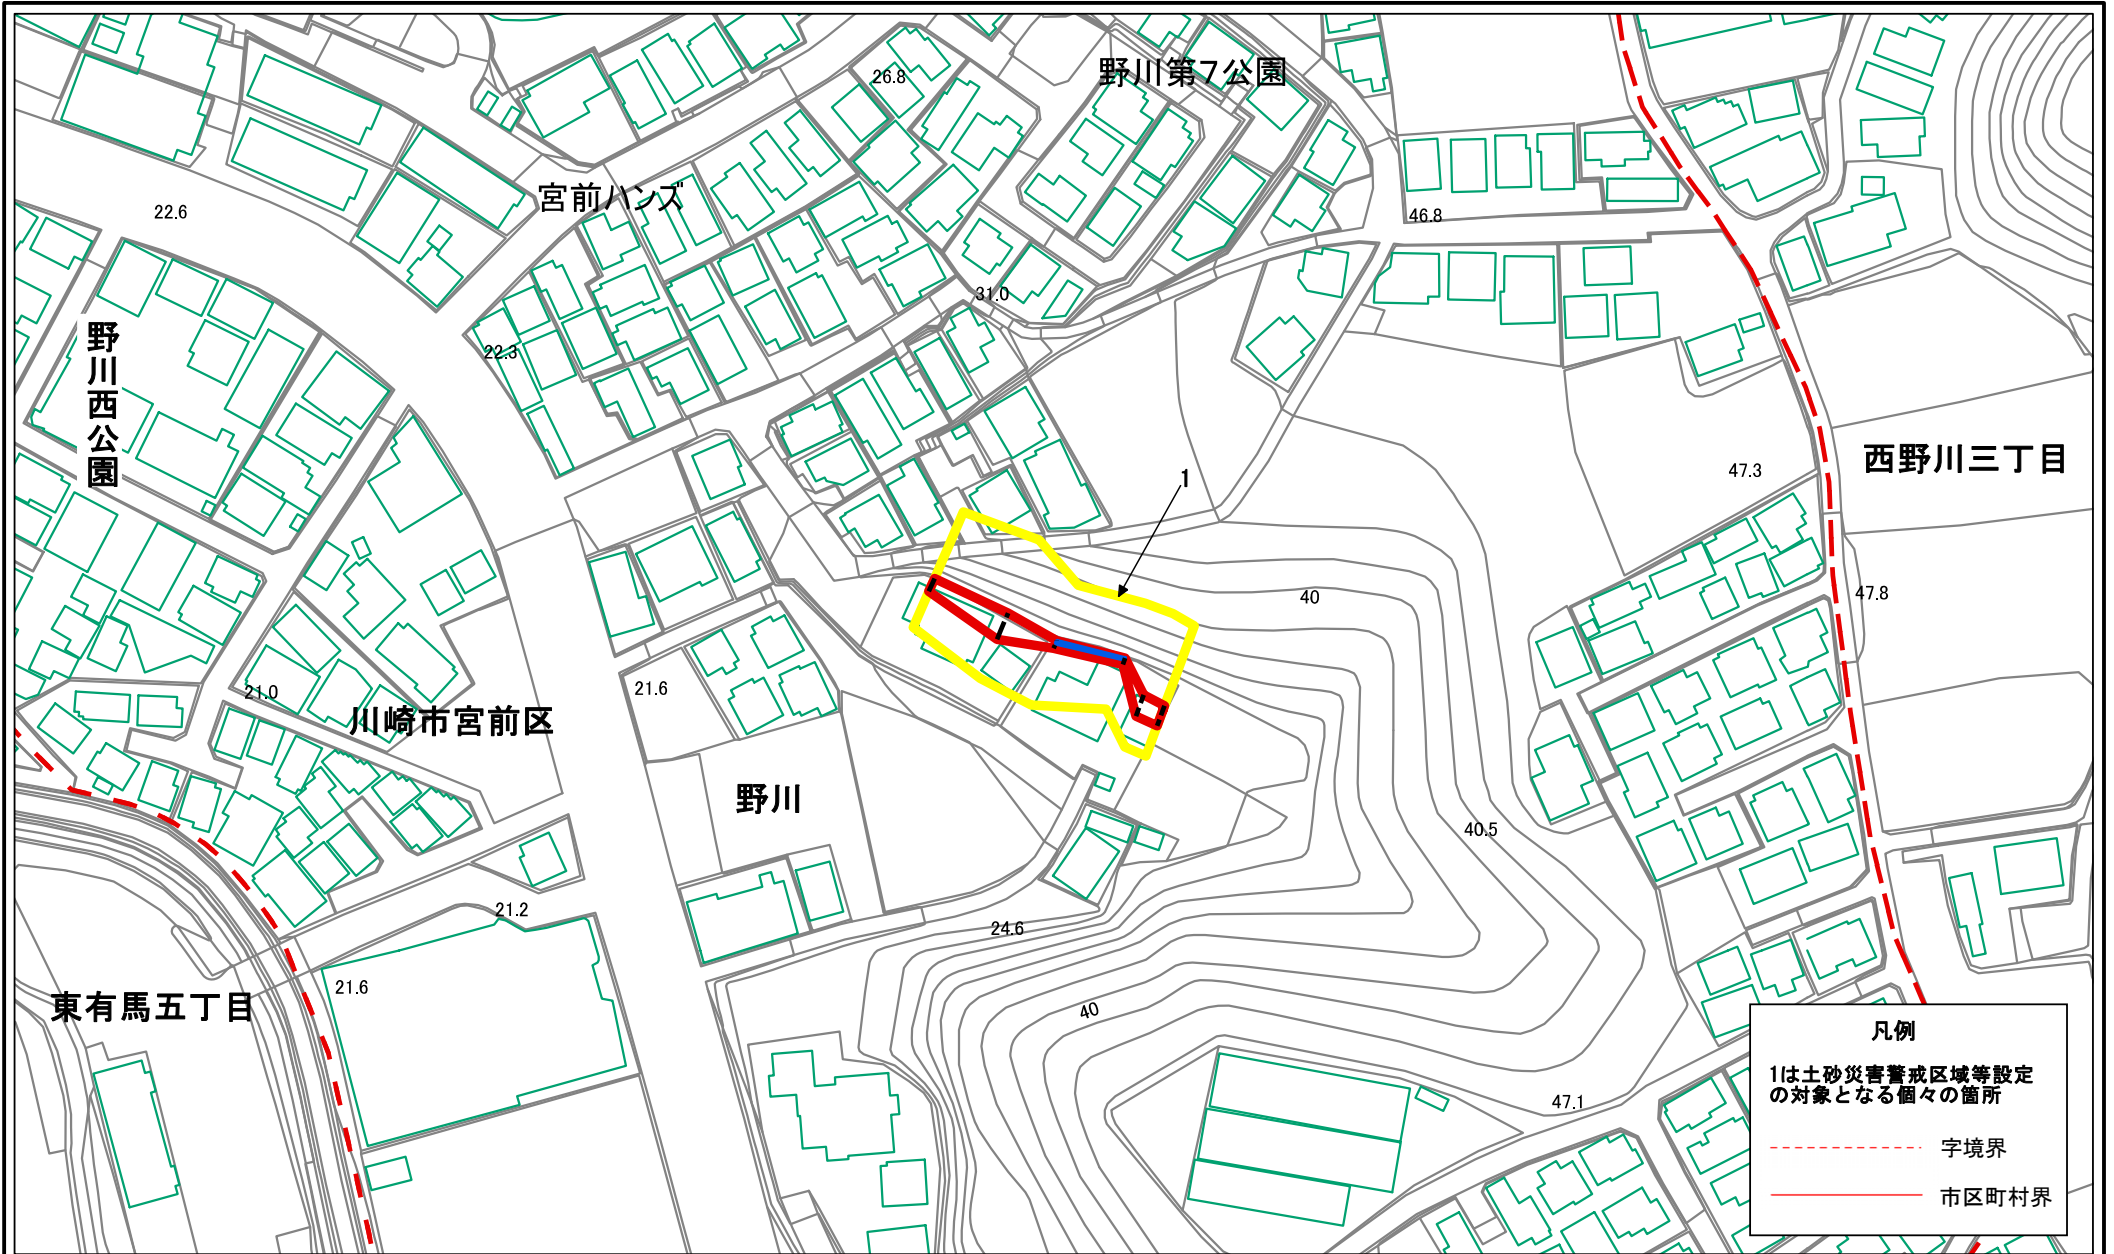 野川第7公園
26.8
宮前ハンズ
22.6
46.8
31.0
野川西公園
22.3
西野川三丁目
47.3
1
40
47.8
21.6
21.0
川崎市宮前区
野川
40.5
21.2
24.6
21.6
東有馬五丁目
40
47.1
凡例
1は土砂災害警戒区域等設定
の対象となる個々の箇所
字境界
市区町村界